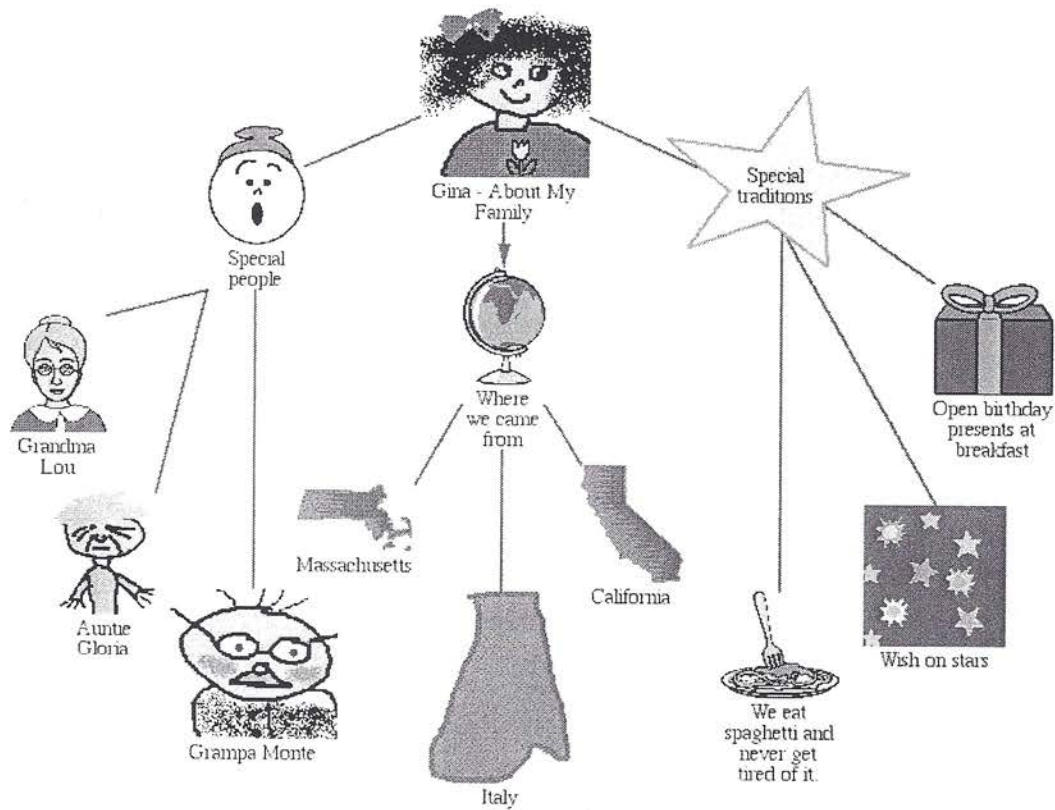 Gina - About My
Family
Special
people
Grandma
Lou
Auntie
Gloria
Grampa Monte
Where
we came
from
Massachusetts
Italy
California
Special
traditions
We eat
spaghetti and
never get
tired of it.
Wish on stars
Open birthday
presents at
breakfast